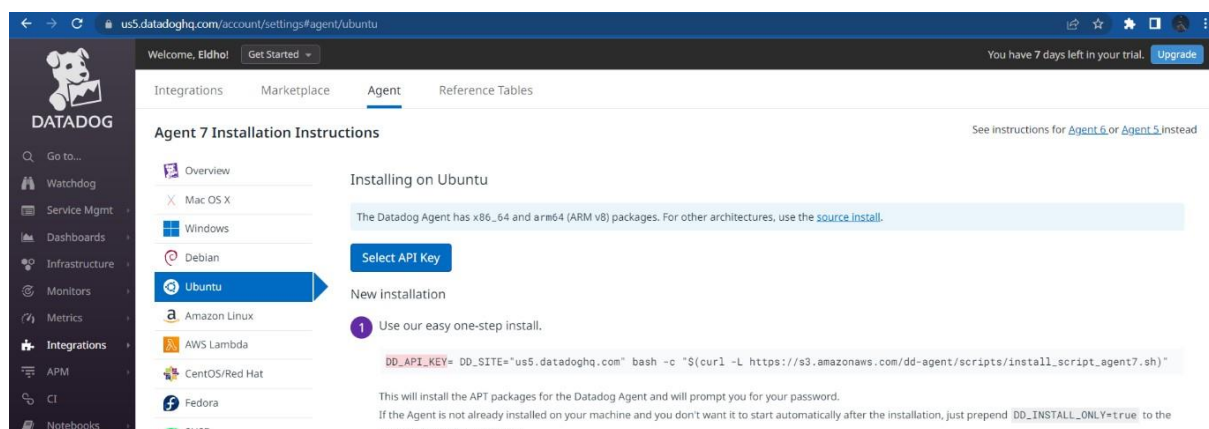 us5.datadoghq.com/account/settings#agent/ubuntu
Welcome, Eldho! Get Started
You have 7 days left in your trial. Upgrade
DATADOG
Integrations Marketplace Agent Reference Tables
Agent 7 Installation Instructions
See instructions for Agent 6 or Agent 5 instead
Go to...
Watchdog
Service Mgmt
Dashboards
Infrastructure
Monitors
Metrics
Integrations
APM
CI
Notebooks
Overview
Mac OS X
Windows
Debian
Ubuntu
Amazon Linux
AWS Lambda
CentOS/Red Hat
Fedora
Installing on Ubuntu
The Datadog Agent has x86_64 and arm64 (ARM v8) packages. For other architectures, use the source install.
Select API Key
New installation
1 Use our easy one-step install.
DD_API_KEY= DD_SITE="us5.datadoghq.com" bash -c "$(curl -L https://s3.amazonaws.com/dd-agent/scripts/install_script_agent7.sh)"
This will install the APT packages for the Datadog Agent and will prompt you for your password.
If the Agent is not already installed on your machine and you don't want it to start automatically after the installation, just prepend DD_INSTALL_ONLY=true to the